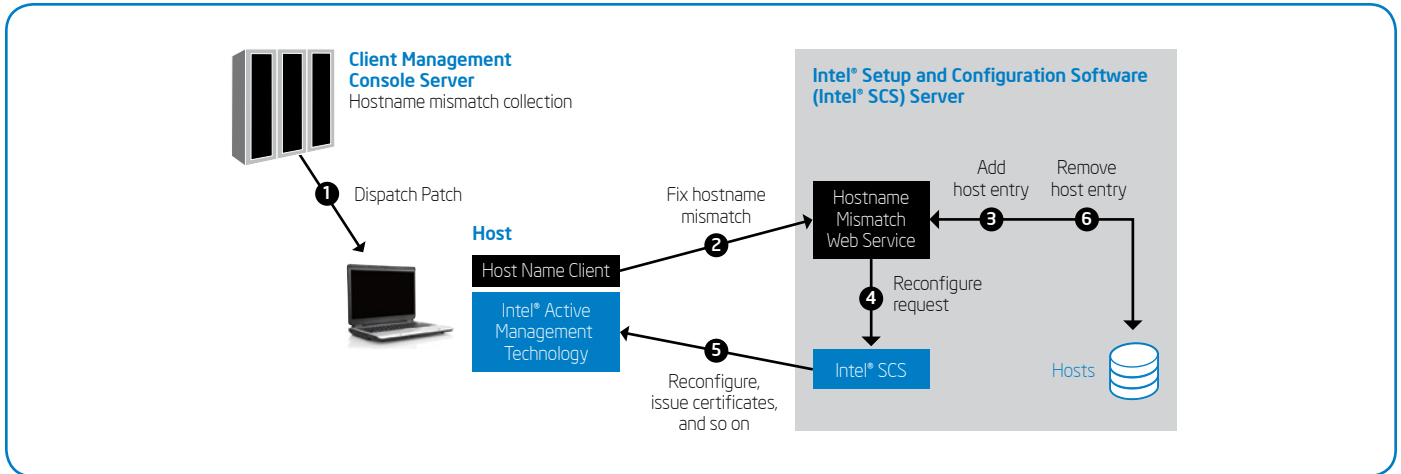 Client Management
Console Server
Hostname mismatch collection
1
Dispatch Patch
Host
Host Name Client
Intel® Active
Management
Technology
Fix hostname
mismatch
2
5
Reconfigure,
issue certificates,
and so on
Intel® Setup and Configuration Software
(Intel® SCS) Server
Hostname
Mismatch
Web Service
Add
host entry
3
Remove
host entry
6
4
Reconfigure
request
Intel® SCS
Hosts